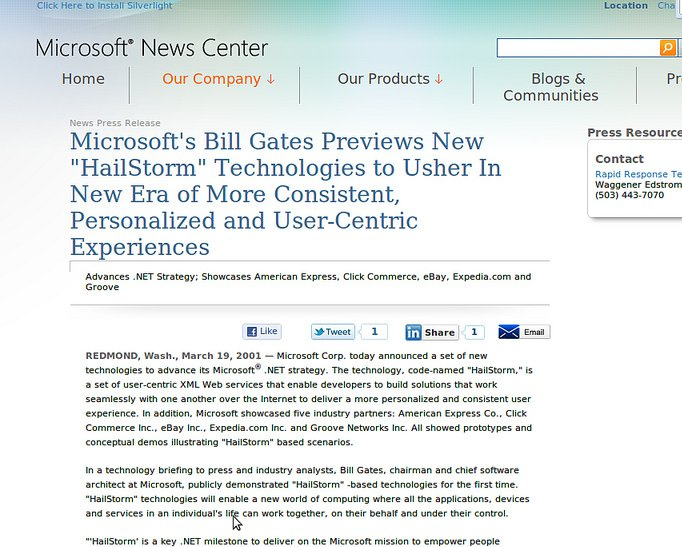 Click Here to Install Silverlight
Location Cha
Microsoft® News Center
Home
Our Company ↓
Our Products ↓
Blogs &
Communities
Pr
News Press Release
Microsoft's Bill Gates Previews New
"HailStorm" Technologies to Usher In
New Era of More Consistent,
Personalized and User-Centric
Experiences
Press Resource
Contact
Rapid Response Te
Waggener Edstrom
(503) 443-7070
Advances .NET Strategy; Showcases American Express, Click Commerce, eBay, Expedia.com and
Groove
Like
Tweet 1
Share 1
Email
REDMOND, Wash., March 19, 2001 — Microsoft Corp. today announced a set of new
technologies to advance its Microsoft® .NET strategy. The technology, code-named "HailStorm," is
a set of user-centric XML Web services that enable developers to build solutions that work
seamlessly with one another over the Internet to deliver a more personalized and consistent user
experience. In addition, Microsoft showcased five industry partners: American Express Co., Click
Commerce Inc., eBay Inc., Expedia.com Inc. and Groove Networks Inc. All showed prototypes and
conceptual demos illustrating "HailStorm" based scenarios.
In a technology briefing to press and industry analysts, Bill Gates, chairman and chief software
architect at Microsoft, publicly demonstrated "HailStorm" -based technologies for the first time.
"HailStorm" technologies will enable a new world of computing where all the applications, devices
and services in an individual's life can work together, on their behalf and under their control.
"'HailStorm' is a key .NET milestone to deliver on the Microsoft mission to empower people